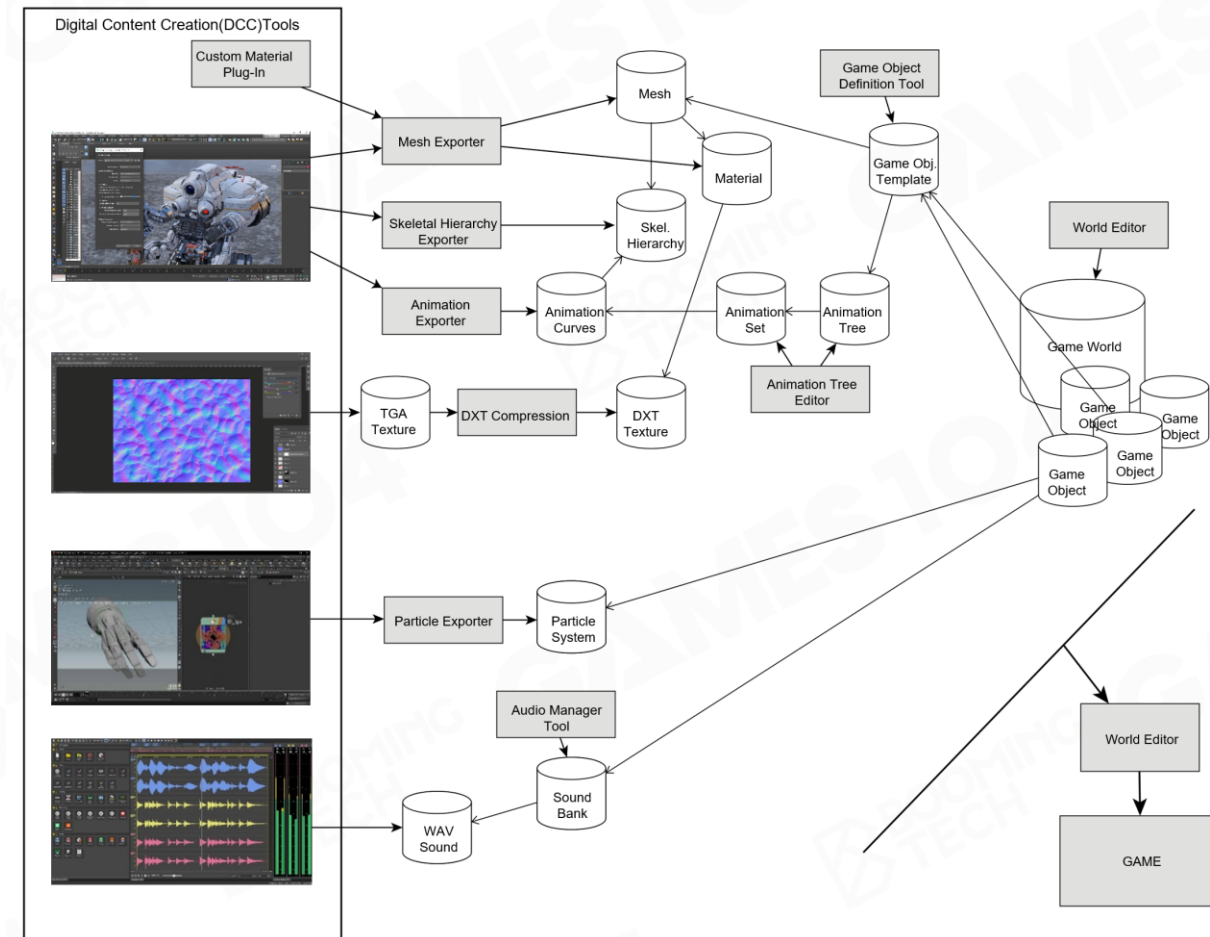 Digital Content Creation(DCC)Tools
Custom Material
Plug-In
Mesh Exporter
Mesh
Material
Game Object
Definition Tool
Game Obj.
Template
Skeletal Hierarchy
Exporter
Skel.
Hierarchy
World Editor
Animation
Exporter
Animation
Curves
Animation
Set
Animation
Tree
Game World
Animation Tree
Editor
TGA
Texture
DXT Compression
DXT
Texture
Game
Object
Game
Object
Game
Object
Game
Object
Particle Exporter
Particle
System
Audio Manager
Tool
Sound
Bank
WAV
Sound
World Editor
GAME
GAMES104
BOOMING
TECH